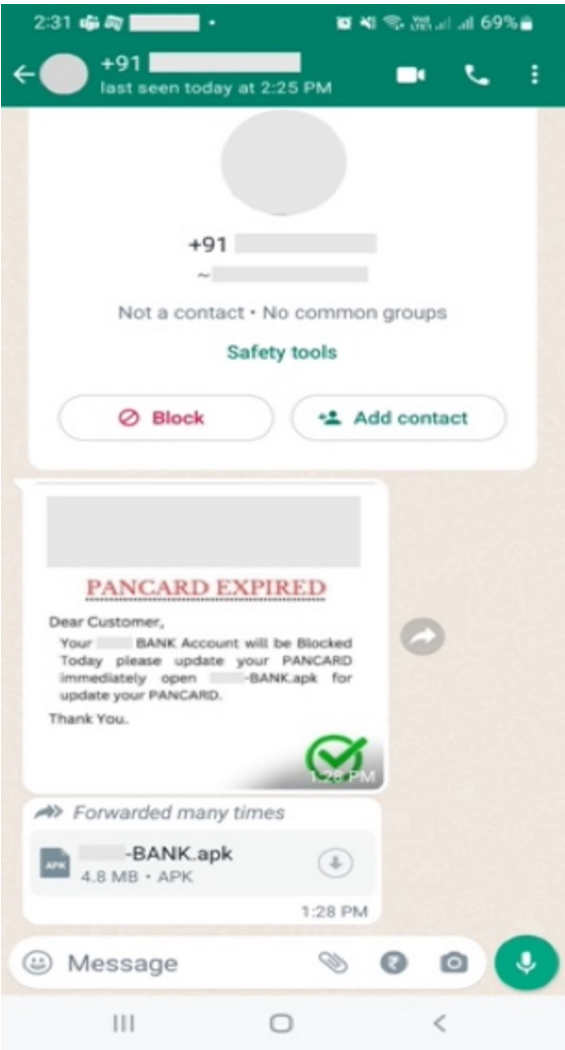 2:31
69%
+91
last seen today at 2:25 PM
+91
~
Not a contact • No common groups
Safety tools
Block
Add contact
PANCARD EXPIRED
Dear Customer,
Your BANK Account will be Blocked
Today please update your PANCARD
immediately open -BANK.apk for
update your PANCARD.
Thank You.
1:28 PM
Forwarded many times
APK
-BANK.apk
4.8 MB • APK
1:28 PM
Message